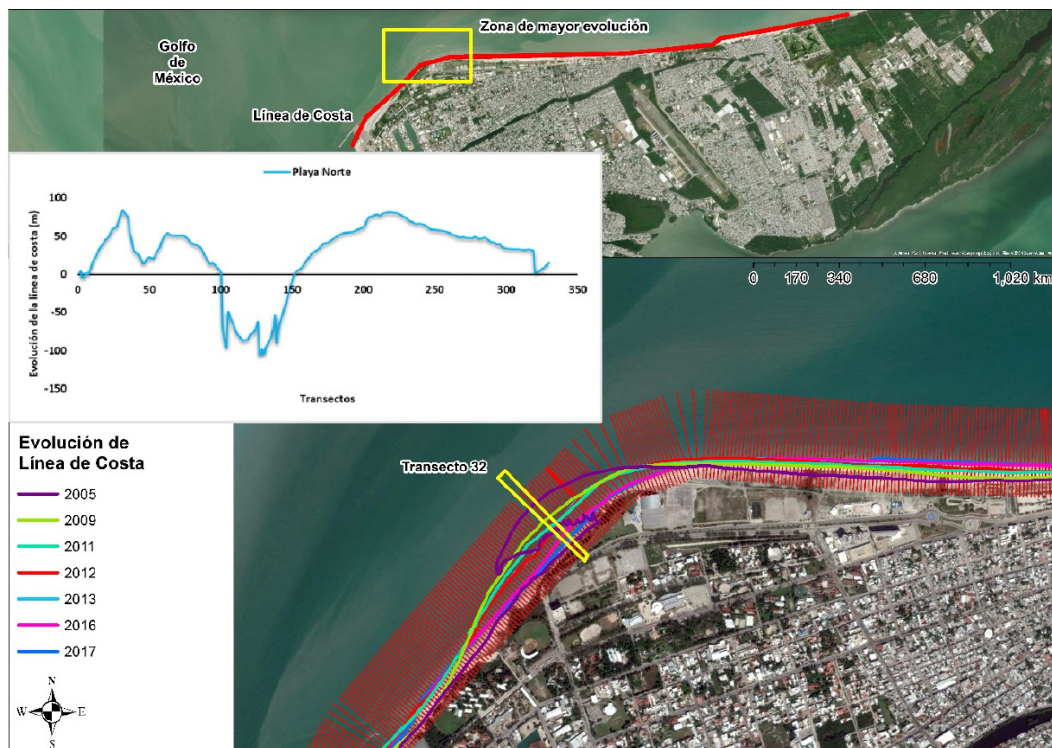 Golfo
de
México
Zona de mayor evolución
Línea de Costa
Playa Norte
Evolución de la línea de costa (m)
100
50
0
-50
-100
-150
0 50 100 150 200 250 300 350
Transectos
0 170 340 680 1,020 km
Transecto 32
Evolución de
Línea de Costa
2005
2009
2011
2012
2013
2016
2017
N
W E
S